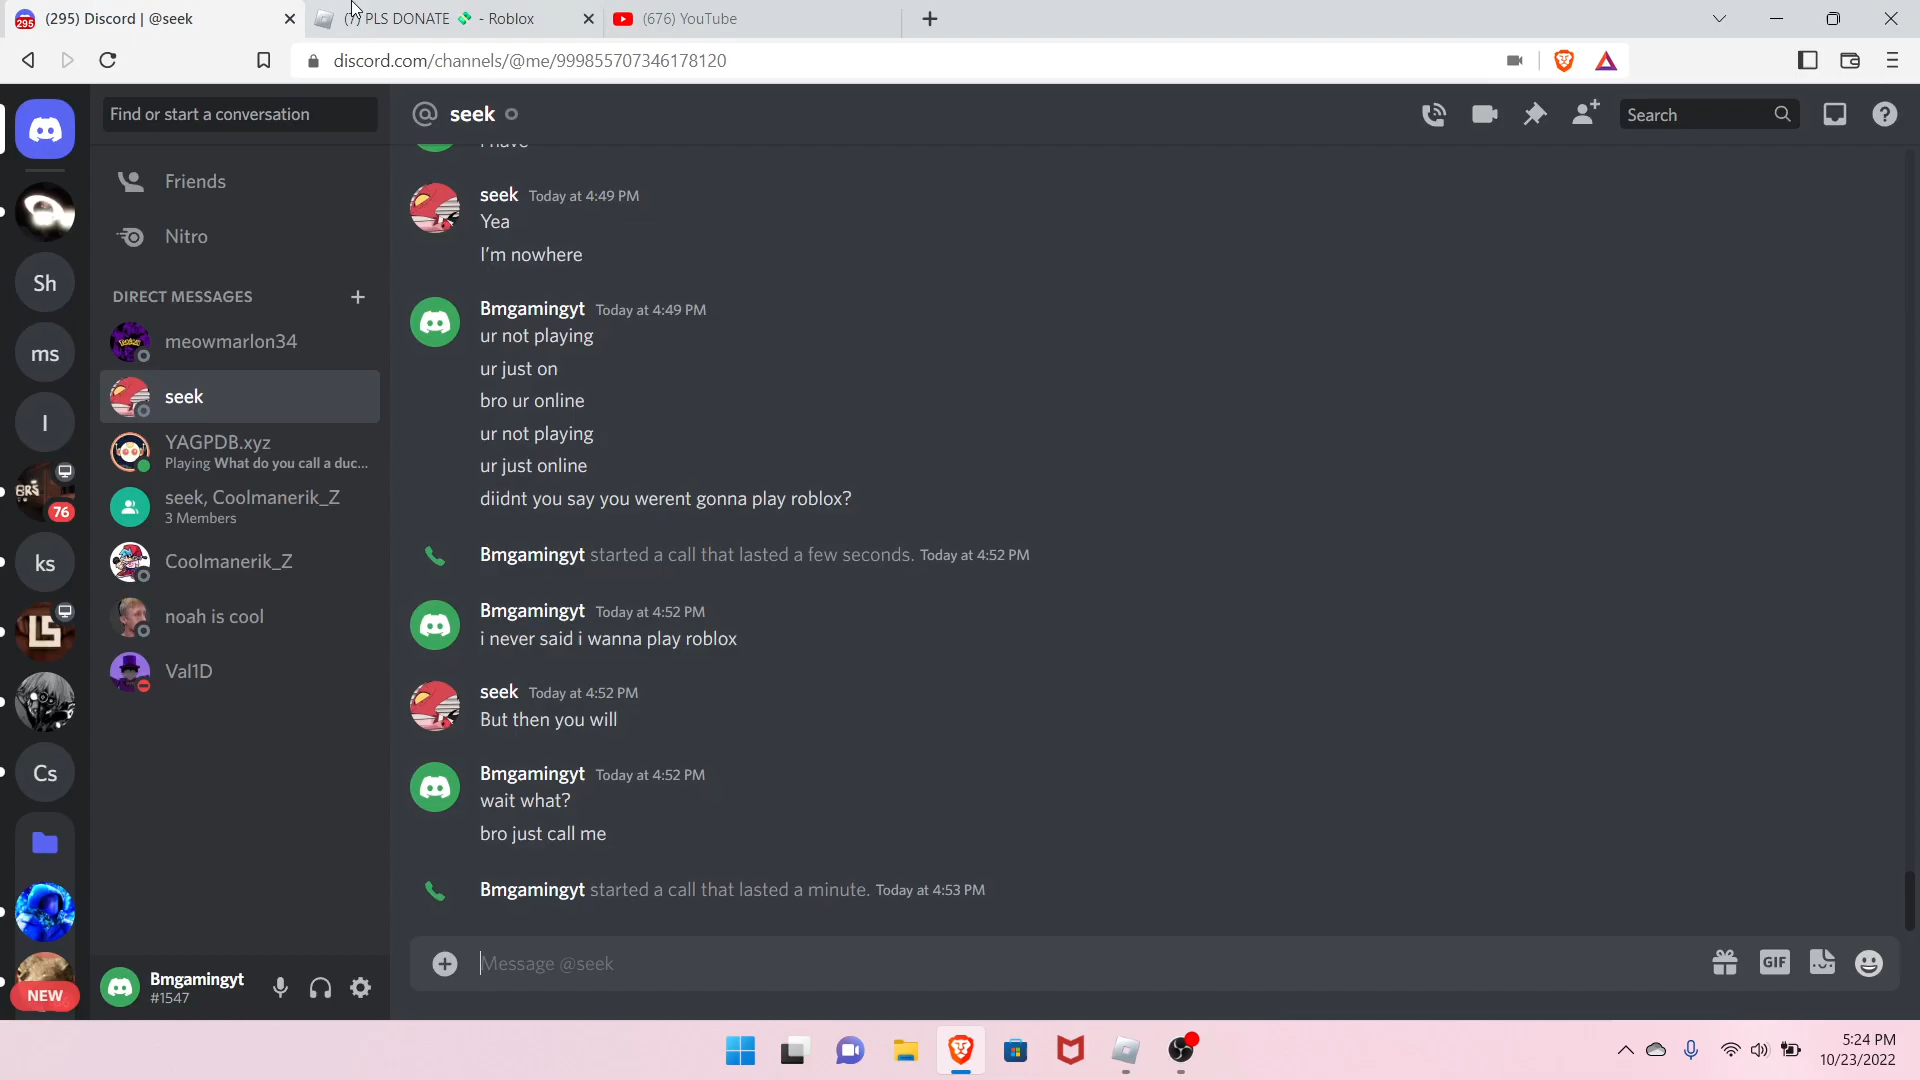 (295) Discord | @seek
(7) PLS DONATE 💸 - Roblox
(676) YouTube
discord.com/channels/@me/999855707346178120
Find or start a conversation
@ seek
Search
Friends
Nitro
DIRECT MESSAGES
meowmarlon34
seek
YAGPDB.xyz
Playing What do you call a duc...
seek, Coolmanerik_Z
3 Members
Coolmanerik_Z
noah is cool
Val1D
Sh
ms
I
BRS
76
ks
LS
Cs
NEW
Bmgamingyt
#1547
I have
seek Today at 4:49 PM
Yea
I'm nowhere
Bmgamingyt Today at 4:49 PM
ur not playing
ur just on
bro ur online
ur not playing
ur just online
diidnt you say you werent gonna play roblox?
Bmgamingyt started a call that lasted a few seconds. Today at 4:52 PM
Bmgamingyt Today at 4:52 PM
i never said i wanna play roblox
seek Today at 4:52 PM
But then you will
Bmgamingyt Today at 4:52 PM
wait what?
bro just call me
Bmgamingyt started a call that lasted a minute. Today at 4:53 PM
Message @seek
GIF
5:24 PM
10/23/2022